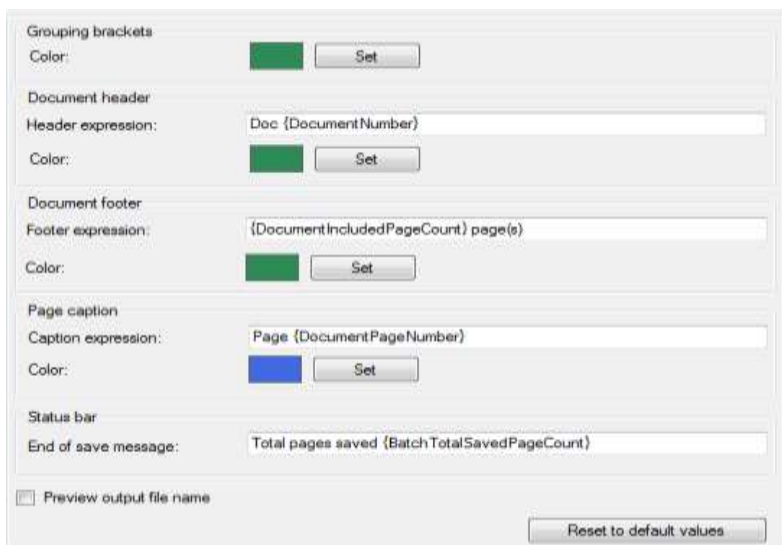 Grouping brackets
Color: Set
Document header
Header expression: Doc {DocumentNumber}
Color: Set
Document footer
Footer expression: {DocumentIncludedPageCount} page(s)
Color: Set
Page caption
Caption expression: Page {DocumentPageNumber}
Color: Set
Status bar
End of save message: Total pages saved {BatchTotalSavedPageCount}
Preview output file name
Reset to default values